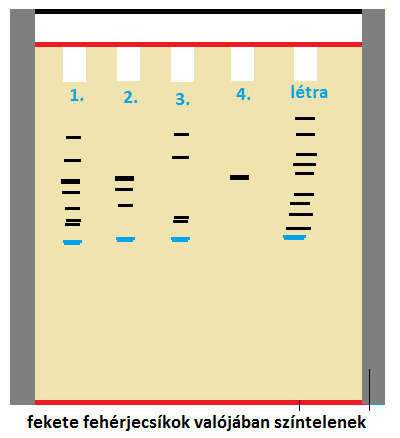 1. 2. 3. 4. létra
fekete fehérjecsíkok valójában színtelenek